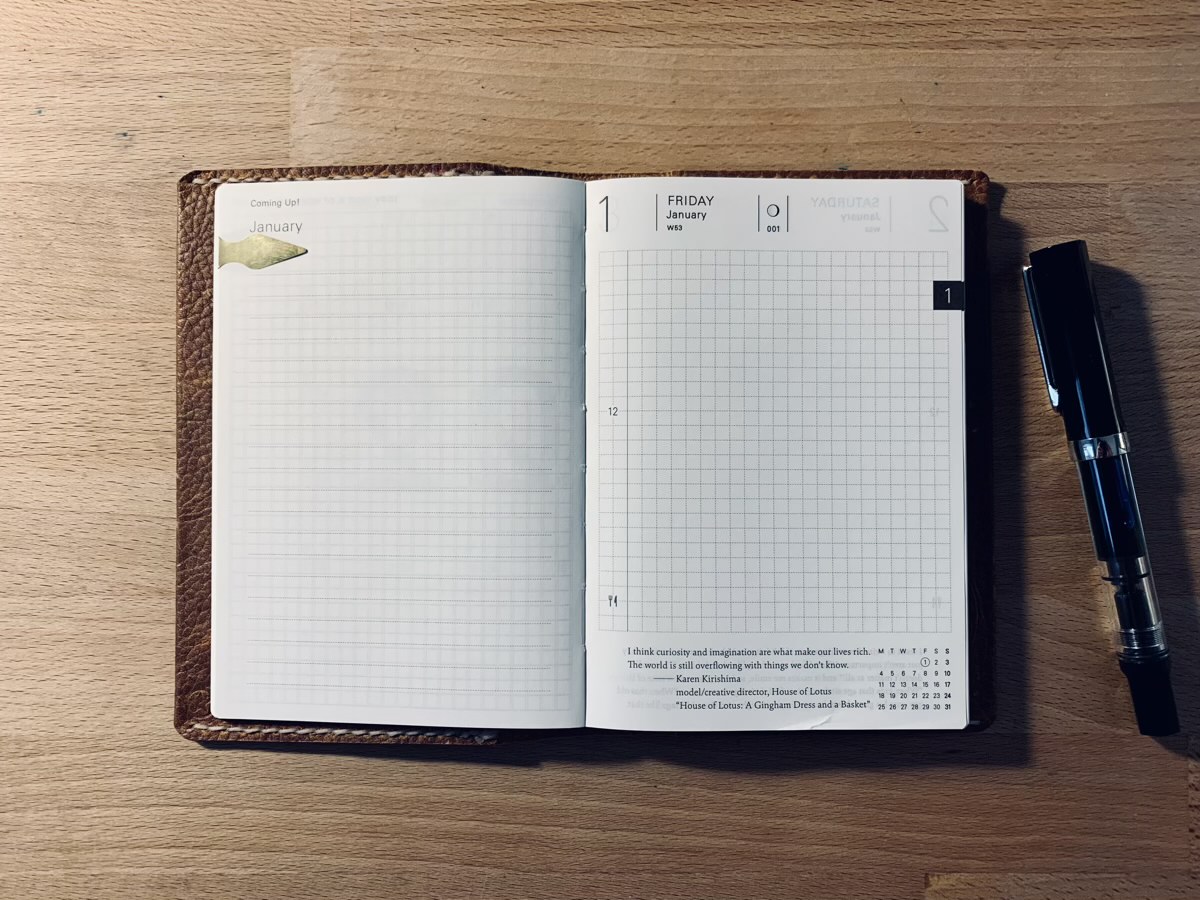 Coming Up!
January
1
FRIDAY
January
W53
001
1
12
I think curiosity and imagination are what make our lives rich.
The world is still overflowing with things we don't know.
—— Karen Kirishima
model/creative director, House of Lotus
“House of Lotus: A Gingham Dress and a Basket”
M T W T F S S
1 2 3
4 5 6 7 8 9 10
11 12 13 14 15 16 17
18 19 20 21 22 23 24
25 26 27 28 29 30 31
2
SATURDAY
January
W53